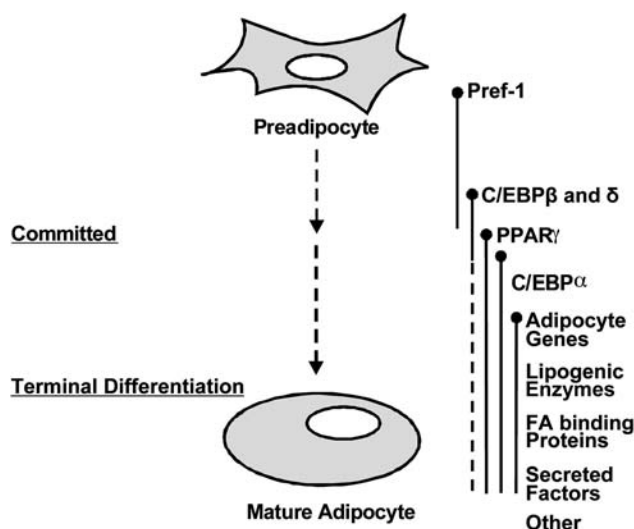 Preadipocyte
Pref-1
C/EBPβ and δ
Committed
PPARγ
C/EBPα
Adipocyte
Genes
Lipogenic
Enzymes
Terminal Differentiation
FA binding
Proteins
Secreted
Factors
Mature Adipocyte
Other